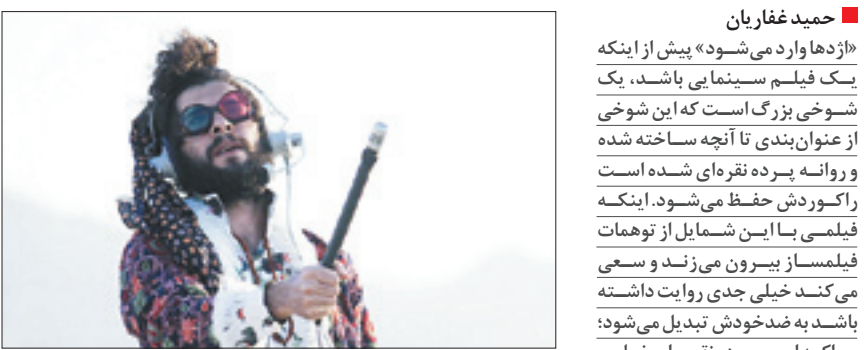 حمید غفاریان
«اژدها وارد می‌شود» پیش از اینکه
یک فیلم سینمایی باشد، یک
شوخی بزرگ است که این شوخی
از عنوان‌بندی تا آنچه ساخته شده
و روانه پرده نقره‌ای شده است
راکوردش حفظ می‌شود. اینکه
فیلمی با این شمایل از توهمات
فیلمساز بیرون می‌زند و سعی
می‌کند خیلی جدی روایت داشته
باشد به ضدخودش تبدیل می‌شود؛